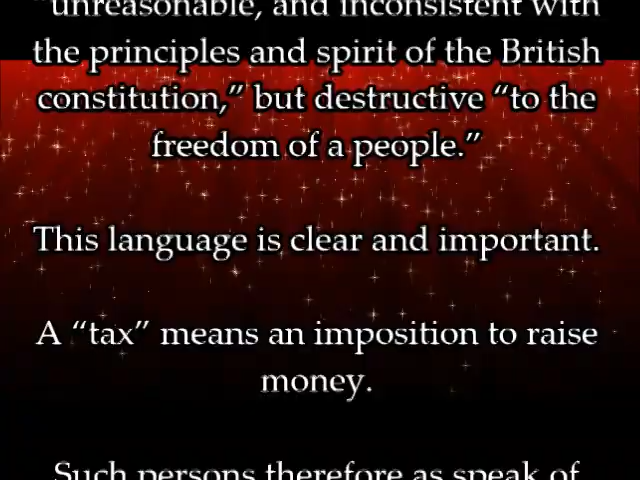 “unreasonable, and inconsistent with
the principles and spirit of the British
constitution,” but destructive “to the
freedom of a people.”
This language is clear and important.
A “tax” means an imposition to raise
money.
Such persons therefore as speak of